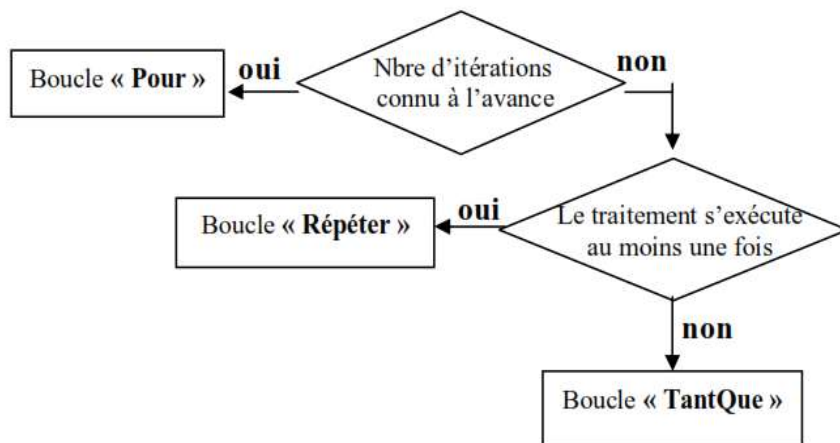 Nbre d'itérations
connu à l'avance
oui
non
Boucle « Pour »
Le traitement s'exécute
au moins une fois
oui
Boucle « Répéter »
non
Boucle « TantQue »